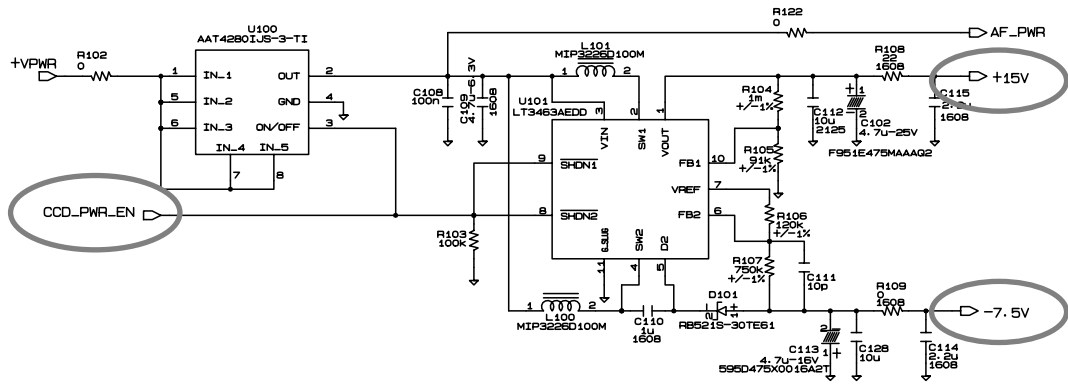 R122
0
AF_PWR
U100
AAT4280IJS-3-TI
+VPWR
R102
0
1
IN_1
OUT
2
5
IN_2
GND
4
6
IN_3
ON/OFF
3
IN_4
IN_5
7
8
C108
100n
C109
4.7u-6.3V
1608
L101
MIP3226D100M
1
2
U101
LT3463AEDD
3
2
1
VIN
SW1
VOUT
9
SHDN1
FB1
10
VREF
7
8
SHDN2
FB2
6
G.SLUG
SW2
D2
11
4
5
R104
1m
+/-1%
R105
91k
+/-1%
C112
10u
2125
1
2
C102
4.7u-25V
F951E475MAAAQ2
R108
22
1608
C115
1608
+15V
CCD_PWR_EN
R103
100k
R106
120k
+/-1%
R107
750k
+/-1%
C111
10p
1
2
L100
MIP3226D100M
C110
1u
1608
D101
2
1
RB521S-30TE61
R109
0
1608
-7.5V
2
C113
1
+
4.7u-16V
595D475X0016A2T
C128
10u
C114
2.2u
1608